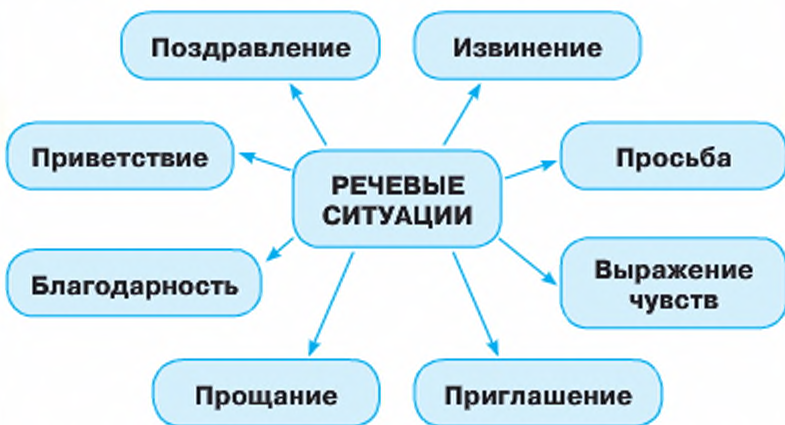 Поздравление
Извинение
Приветствие
РЕЧЕВЫЕ
СИТУАЦИИ
Просьба
Благодарность
Выражение
чувств
Прощание
Приглашение